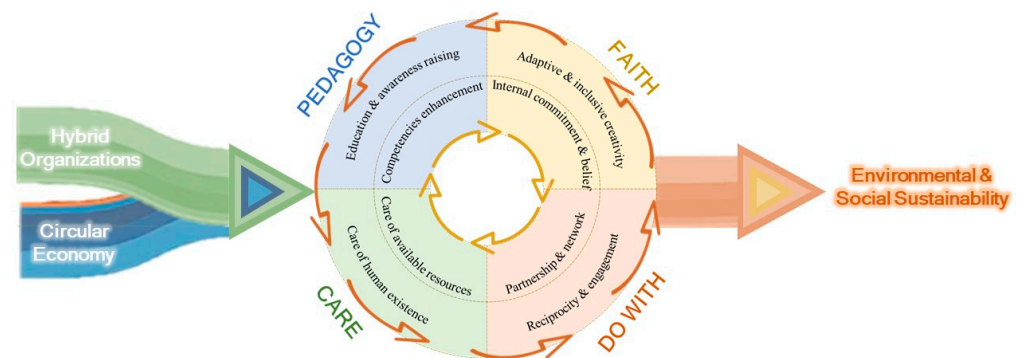 Hybrid
Organizations
Circular
Economy
PEDAGOGY
Education & awareness raising
Competencies enhancement
FAITH
Adaptive & inclusive creativity
Internal commitment & belief
CARE
Care of available resources
Care of human existence
DO WITH
Partnership & network
Reciprocity & engagement
Environmental &
Social Sustainability